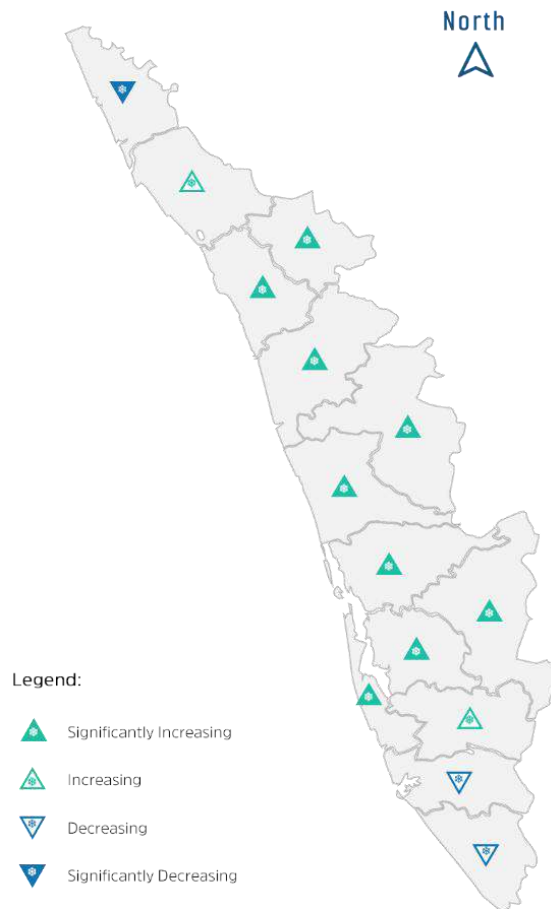 North
Legend:
Significantly Increasing
Increasing
Decreasing
Significantly Decreasing